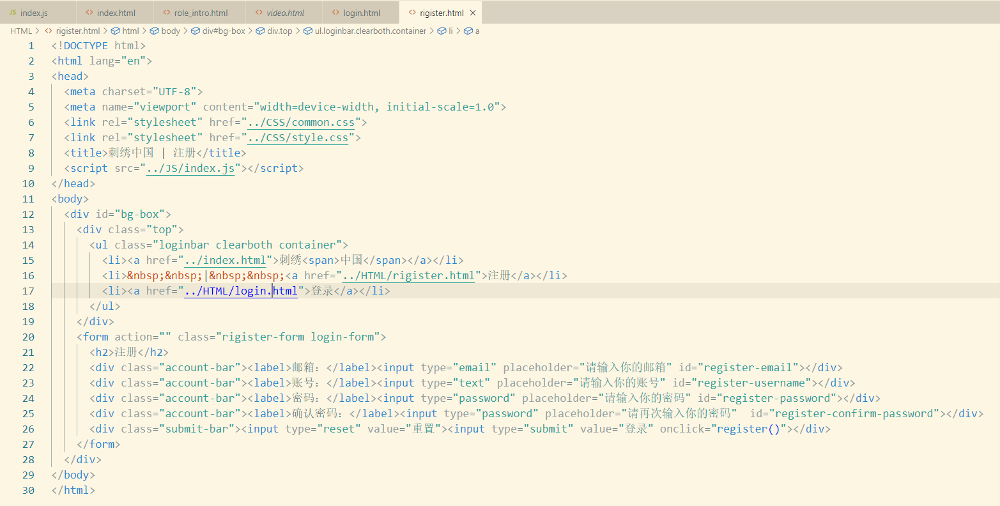 JS index.js <> index.html <> role_intro.html <> video.html <> login.html <> rigister.html ×
HTML > <> rigister.html > html > body > div#bg-box > div.top > ul.loginbar.clearboth.container > li > a
1 <!DOCTYPE html>
2 <html lang="en">
3 <head>
4 <meta charset="UTF-8">
5 <meta name="viewport" content="width=device-width, initial-scale=1.0">
6 <link rel="stylesheet" href="../CSS/common.css">
7 <link rel="stylesheet" href="../CSS/style.css">
8 <title>刺绣中国 | 注册</title>
9 <script src="../JS/index.js"></script>
10 </head>
11 <body>
12 <div id="bg-box">
13 <div class="top">
14 <ul class="loginbar clearboth container">
15 <li><a href="../index.html">刺绣<span>中国</span></a></li>
16 <li>&nbsp;&nbsp;|&nbsp;&nbsp;<a href="../HTML/rigister.html">注册</a></li>
17 <li><a href="../HTML/login.html">登录</a></li>
18 </ul>
19 </div>
20 <form action="" class="rigister-form login-form">
21 <h2>注册</h2>
22 <div class="account-bar"><label>邮箱：</label><input type="email" placeholder="请输入你的邮箱" id="register-email"></div>
23 <div class="account-bar"><label>账号：</label><input type="text" placeholder="请输入你的账号" id="register-username"></div>
24 <div class="account-bar"><label>密码：</label><input type="password" placeholder="请输入你的密码" id="register-password"></div>
25 <div class="account-bar"><label>确认密码：</label><input type="password" placeholder="请再次输入你的密码"  id="register-confirm-password"></div>
26 <div class="submit-bar"><input type="reset" value="重置"><input type="submit" value="登录" onclick="register()"></div>
27 </form>
28 </div>
29 </body>
30 </html>